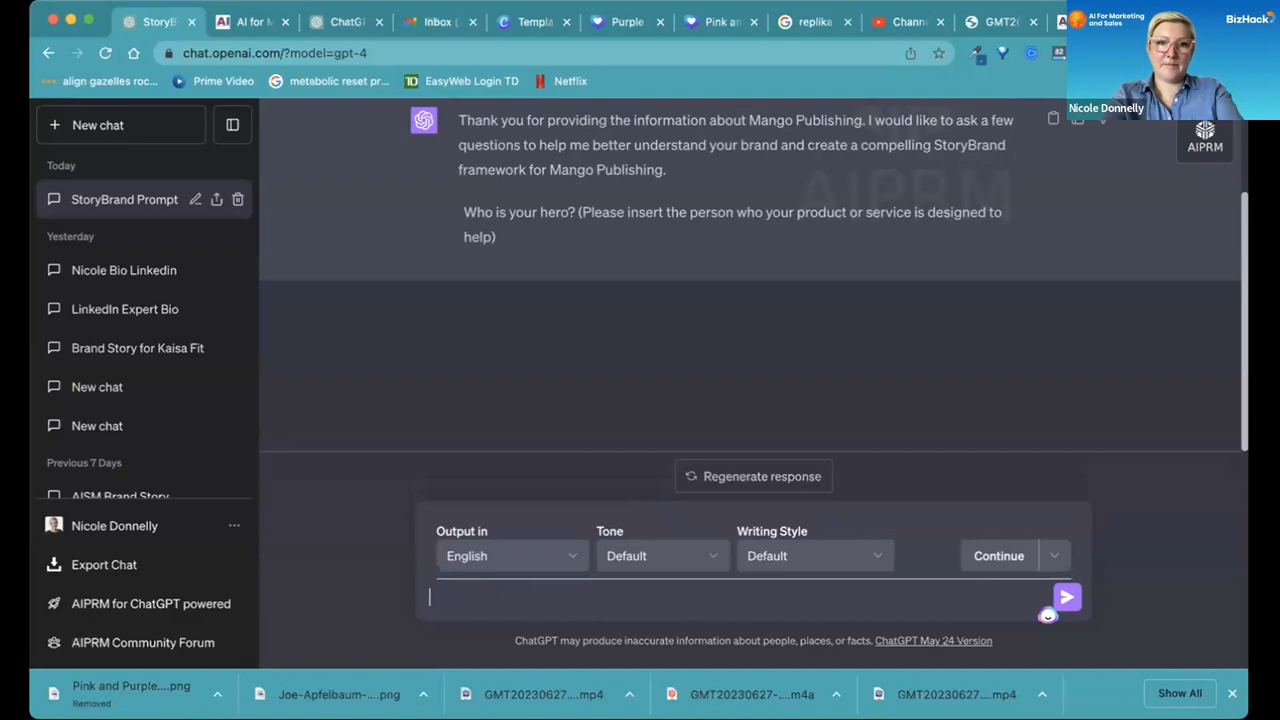 StoryB
AI for M
ChatGP
Inbox (
Templa
Purple
Pink an
replika
Channe
GMT20
AI For Marketing
and Sales
BizHack
chat.openai.com/?model=gpt-4
82
align gazelles roc...
Prime Video
metabolic reset pr...
EasyWeb Login TD
Netflix
Nicole Donnelly
New chat
Thank you for providing the information about Mango Publishing. I would like to ask a few
questions to help me better understand your brand and create a compelling StoryBrand
framework for Mango Publishing.
AIPRM
AIPRM
Today
StoryBrand Prompt
Who is your hero? (Please insert the person who your product or service is designed to
help)
Yesterday
Nicole Bio Linkedin
LinkedIn Expert Bio
Brand Story for Kaisa Fit
New chat
New chat
Previous 7 Days
AISM Brand Story
Regenerate response
Nicole Donnelly
...
Output in
Tone
Writing Style
English
Default
Default
Continue
Export Chat
AIPRM for ChatGPT powered
AIPRM Community Forum
ChatGPT may produce inaccurate information about people, places, or facts. ChatGPT May 24 Version
Pink and Purple....png
Removed
Joe-Apfelbaum-....png
GMT20230627....mp4
GMT20230627-....m4a
GMT20230627....mp4
Show All